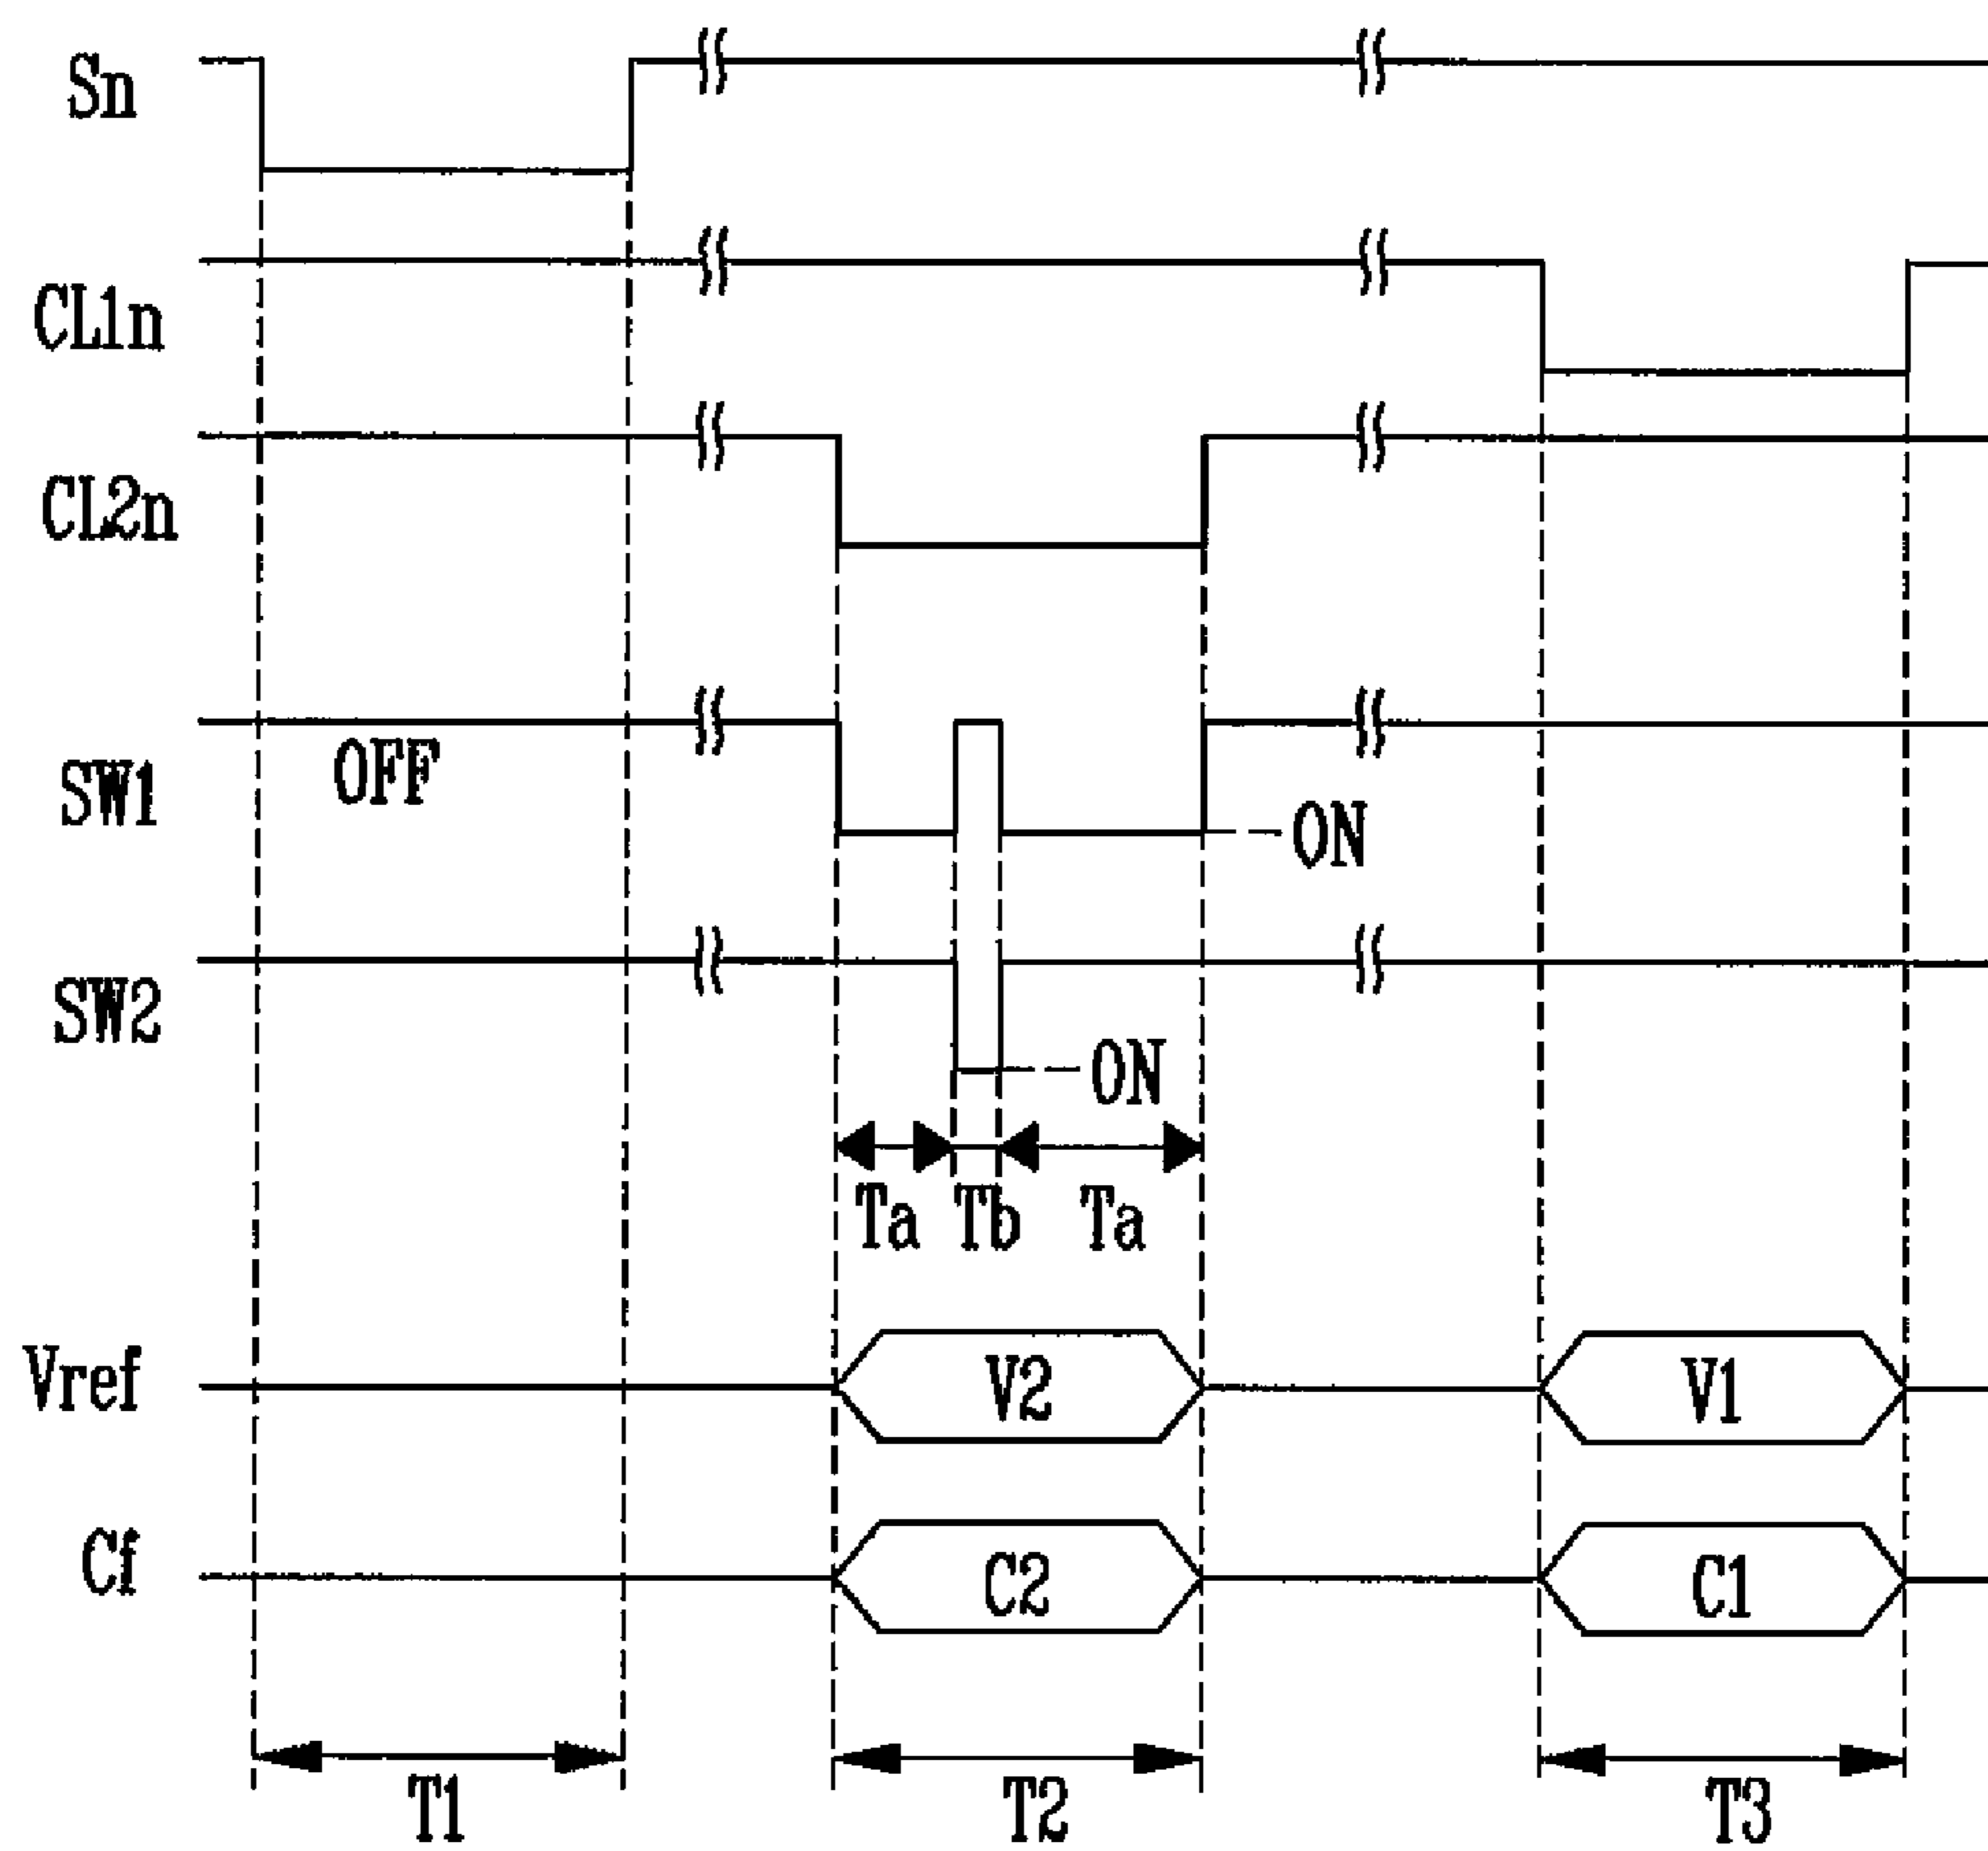 Sn
CL1n
CL2n
SW1
OFF
ON
SW2
ON
Ta Tb Ta
Vref V2 V1
Cf C2 C1
T1 T2 T3